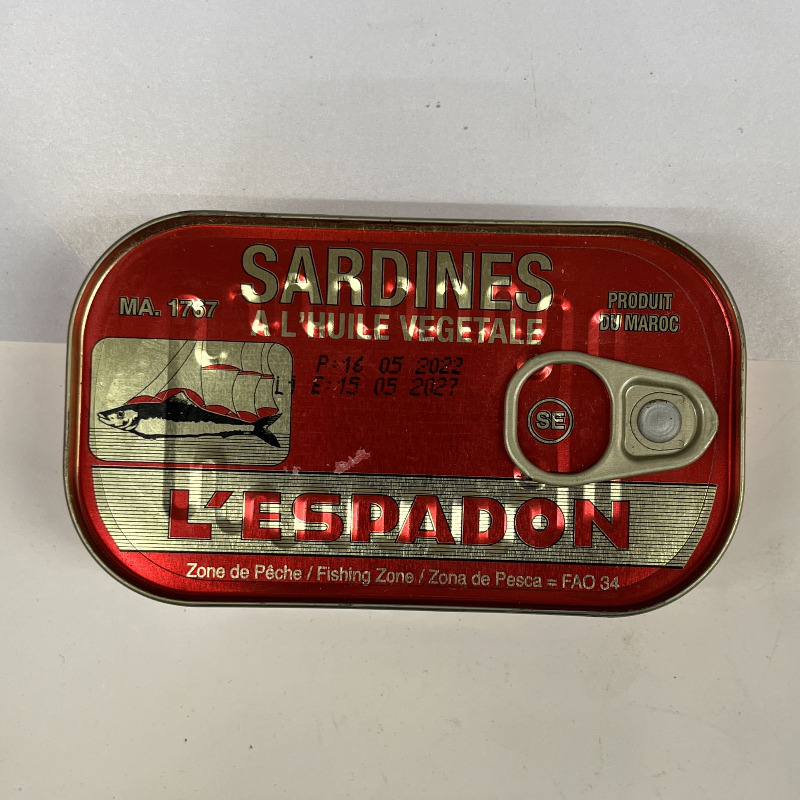 SARDINES
A L'HUILE VEGETALE
MA. 1767
PRODUIT
DU MAROC
P:16 05 2022
L1 E:15 05 2027
SE
L'ESPADON
Zone de Pêche / Fishing Zone / Zona de Pesca = FAO 34